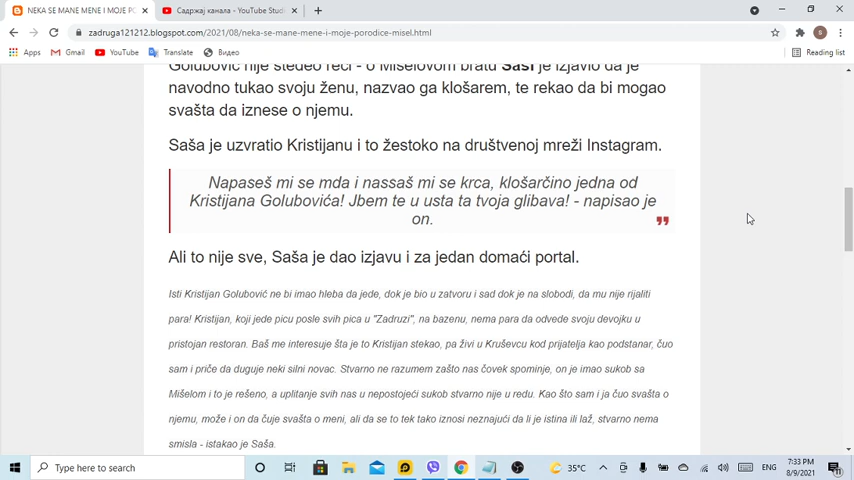 NEKA SE MANE MENE I MOJE PO
Садржај канала - YouTube Studi
zadruga121212.blogspot.com/2021/08/neka-se-mane-mene-i-moje-porodice-misel.html
B
Apps
Gmail
YouTube
Translate
Видео
Reading list
Golubović nije štedeo reči - o Mišelovom bratu Saši je izjavio da je
navodno tukao svoju ženu, nazvao ga klošarem, te rekao da bi mogao
svašta da iznese o njemu.
Saša je uzvratio Kristijanu i to žestoko na društvenoj mreži Instagram.
Napaseš mi se mda i nassaš mi se krca, klošarčino jedna od
Kristijana Golubovića! Jbem te u usta ta tvoja glibava! - napisao je
on.
Ali to nije sve, Saša je dao izjavu i za jedan domaći portal.
Isti Kristijan Golubović ne bi imao hleba da jede, dok je bio u zatvoru i sad dok je na slobodi, da mu nije rijaliti
para! Kristijan, koji jede picu posle svih pica u "Zadruzi", na bazenu, nema para da odvede svoju devojku u
pristojan restoran. Baš me interesuje šta je to Kristijan stekao, pa živi u Kruševcu kod prijatelja kao podstanar, čuo
sam i priče da duguje neki silni novac. Stvarno ne razumem zašto nas čovek spominje, on je imao sukob sa
Mišelom i to je rešeno, a uplitanje svih nas u nepostojeći sukob stvarno nije u redu. Kao što sam i ja čuo svašta o
njemu, može i on da čuje svašta o meni, ali da se to tek tako iznosi neznajući da li je istina ili laž, stvarno nema
smisla - istakao je Saša.
Type here to search
35°C
ENG
7:33 PM
8/9/2021